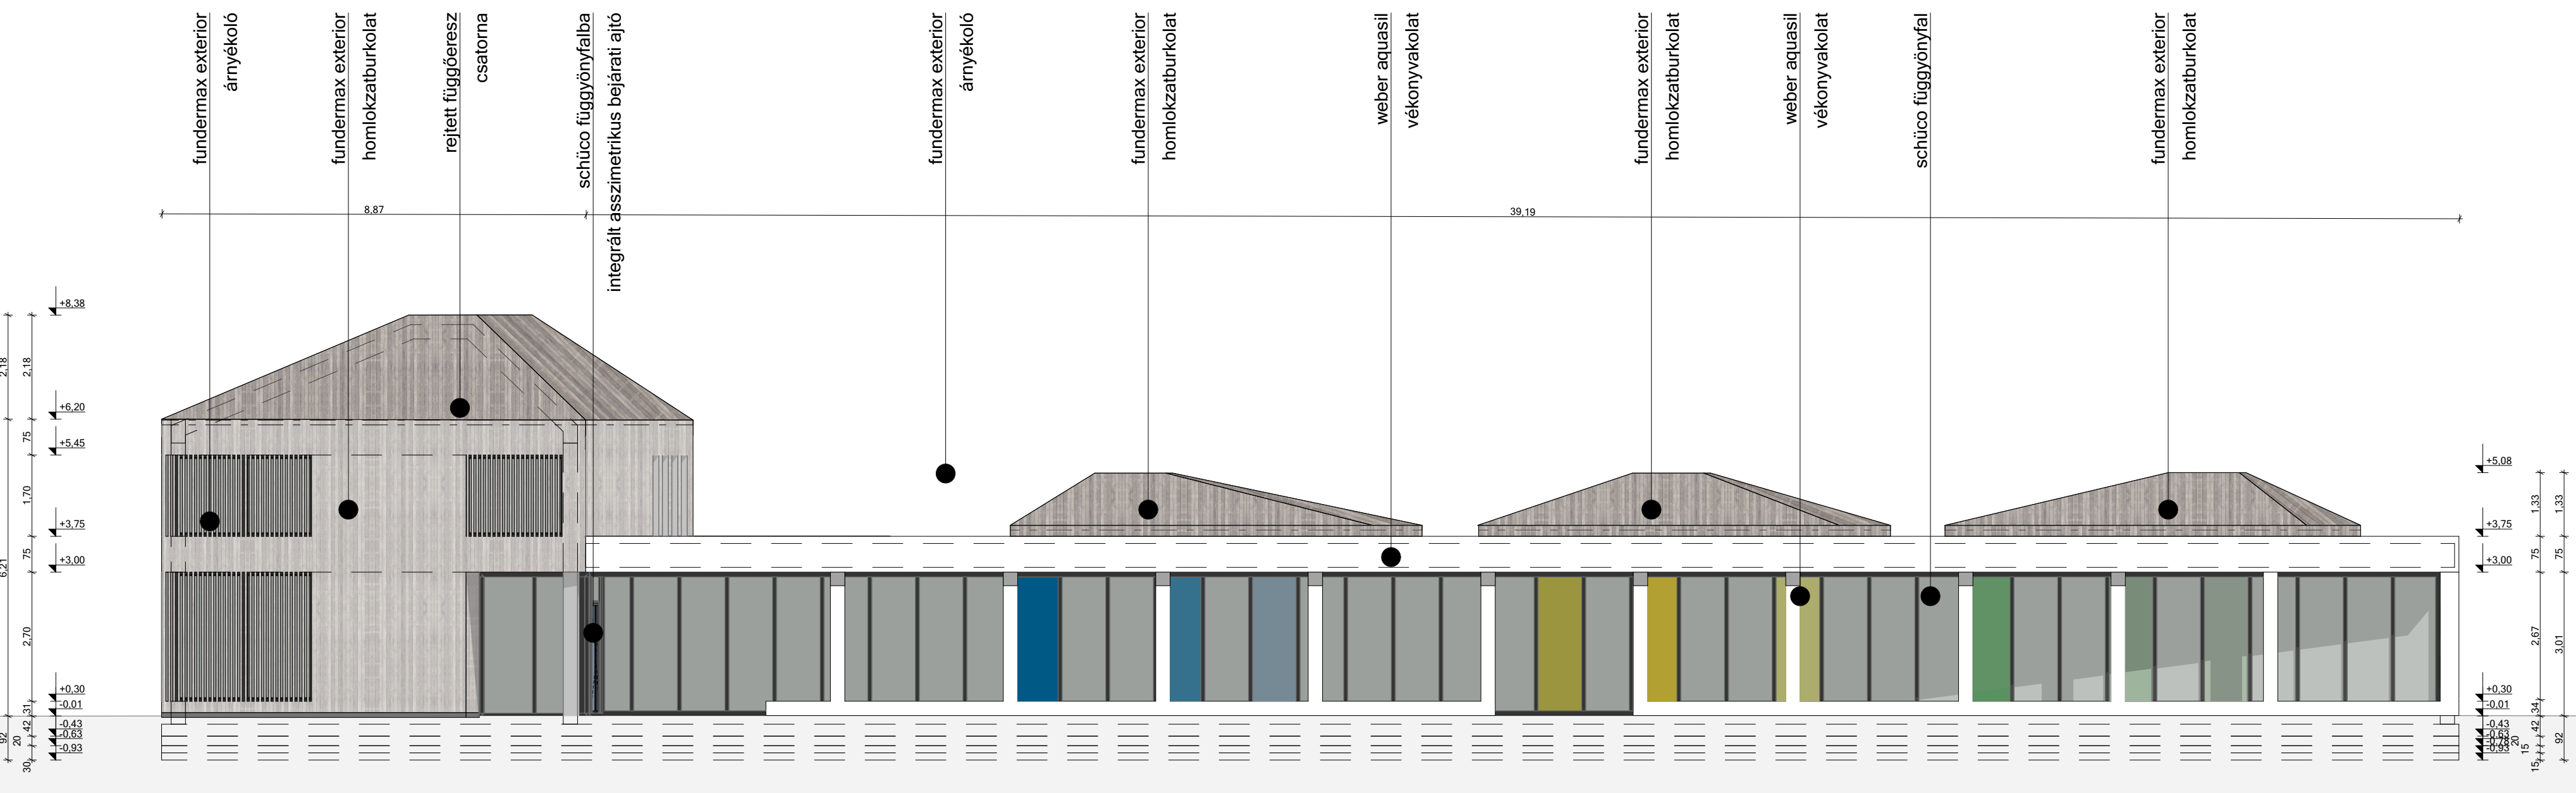 fundermax exterior
árnyékoló
fundermax exterior
homlokzatburkolat
rejtett függőeresz
csatorna
schüco függyönyfalba
integrált asszimetrikus bejárati ajtó
fundermax exterior
árnyékoló
fundermax exterior
homlokzatburkolat
weber aquasil
vékonyvakolat
fundermax exterior
homlokzatburkolat
weber aquasil
vékonyvakolat
schüco függyönyfal
fundermax exterior
homlokzatburkolat
8,87
39,19
+8,38
+6,20
+5,45
+3,75
+3,00
+0,30
-0,01
-0,43
-0,63
-0,93
2,18
6,21
92
2,18
75
1,70
75
2,70
31
42
20
30
+5,08
+3,75
+3,00
+0,30
-0,01
-0,43
-0,63
-0,78
-0,93
1,33
75
2,67
34
42
20
15
15
1,33
75
3,01
92